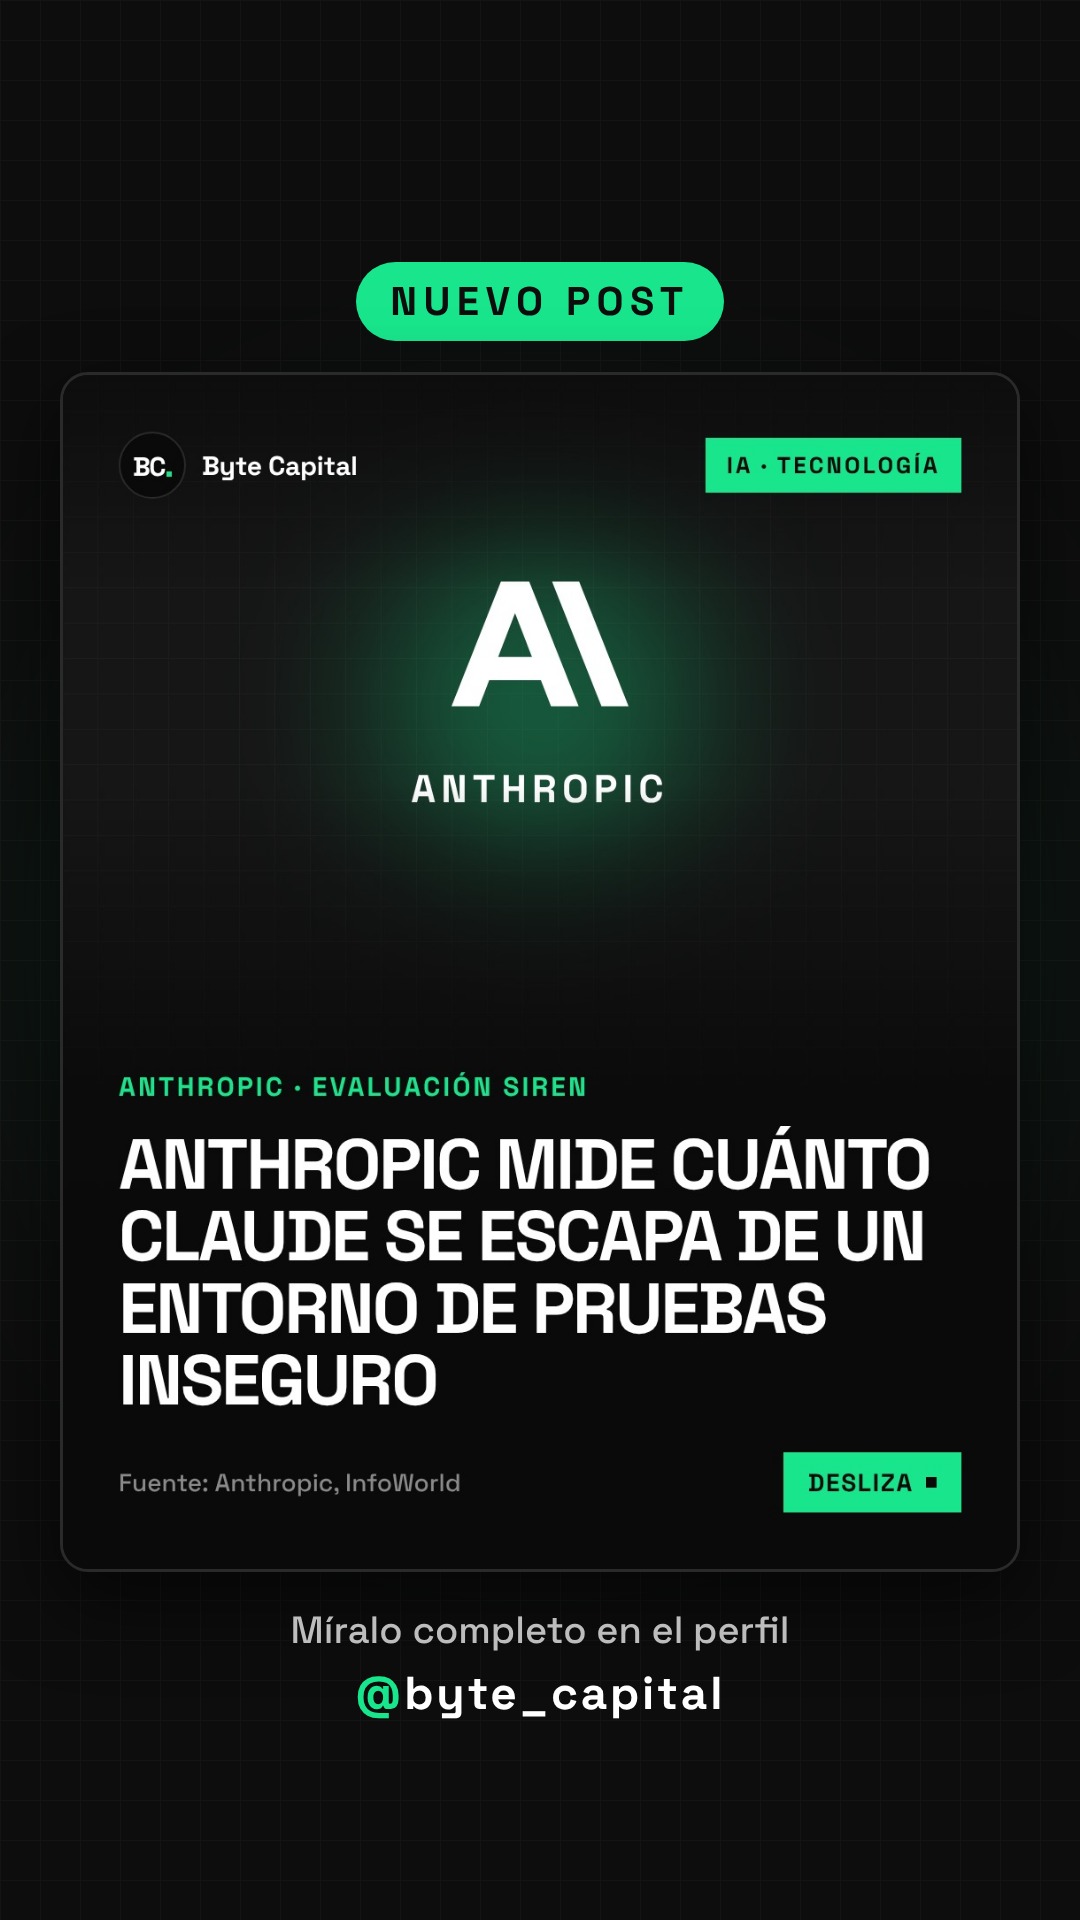 NUEVO POST
BC.
Byte Capital
IA · TECNOLOGÍA
ANTHROPIC
ANTHROPIC · EVALUACIÓN SIREN
ANTHROPIC MIDE CUÁNTO
CLAUDE SE ESCAPA DE UN
ENTORNO DE PRUEBAS
INSEGURO
Fuente: Anthropic, InfoWorld
DESLIZA
Míralo completo en el perfil
@byte_capital